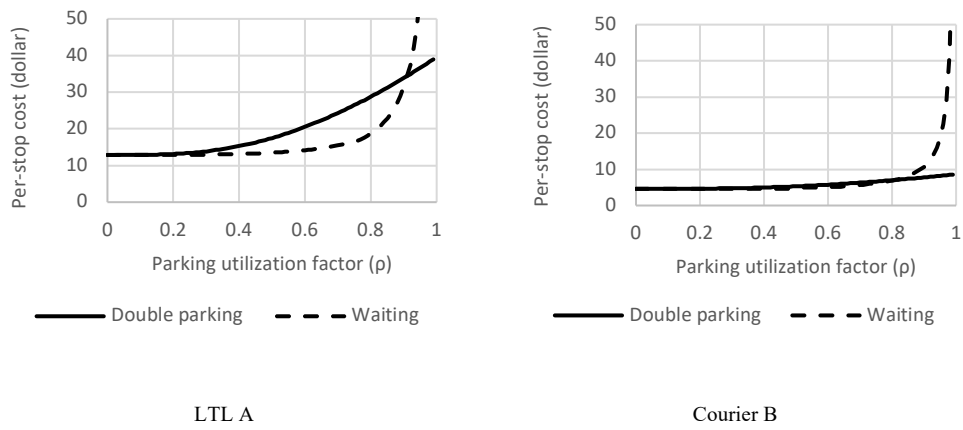 Per-stop cost (dollar)
50
40
30
20
10
0
0 0.2 0.4 0.6 0.8 1
Parking utilization factor (ρ)
Double parking Waiting
LTL A
Per-stop cost (dollar)
50
40
30
20
10
0
0 0.2 0.4 0.6 0.8 1
Parking utilization factor (ρ)
Double parking Waiting
Courier B